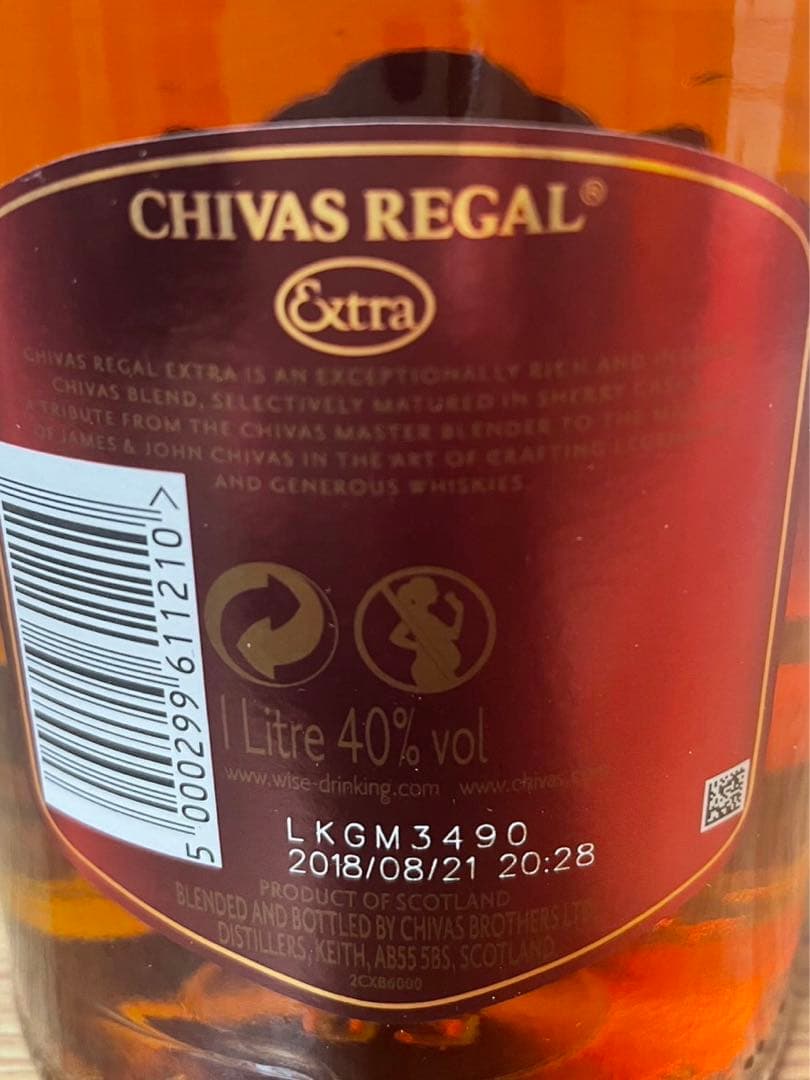 CHIVAS REGAL®
Extra
CHIVAS REGAL EXTRA IS AN EXCEPTIONALLY RICH AND
CHIVAS BLEND, SELECTIVELY MATURED IN SHERRY
A TRIBUTE FROM THE CHIVAS MASTER BLENDER TO THE
OF JAMES & JOHN CHIVAS IN THE ART OF CRAFTING
AND GENEROUS WHISKIES.
5 000299 611210 >
1 Litre 40% vol
www.wise-drinking.com www.chivas.
LKGM3490
2018/08/21 20:28
PRODUCT OF SCOTLAND
BLENDED AND BOTTLED BY CHIVAS BROTHERS LTD
DISTILLERS, KEITH, AB55 5BS, SCOTLAND
2CXB6000